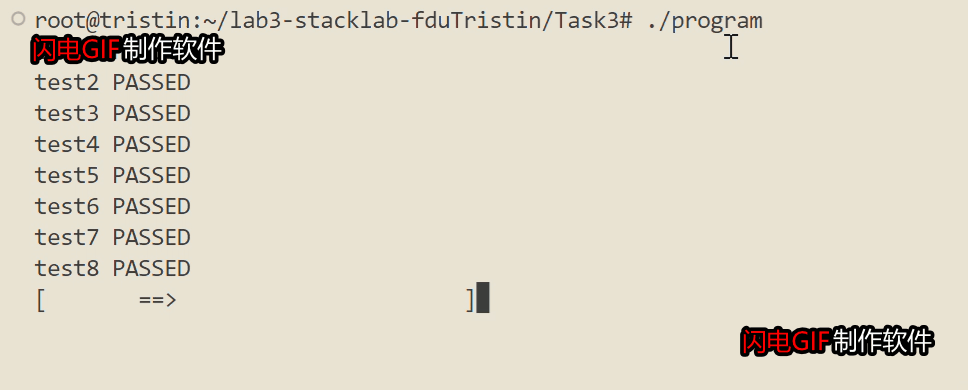 root@tristin:~/lab3-stacklab-fduTristin/Task3# ./program
闪电GIF制作软件
test2 PASSED
test3 PASSED
test4 PASSED
test5 PASSED
test6 PASSED
test7 PASSED
test8 PASSED
[       ==>                       ]
闪电GIF制作软件